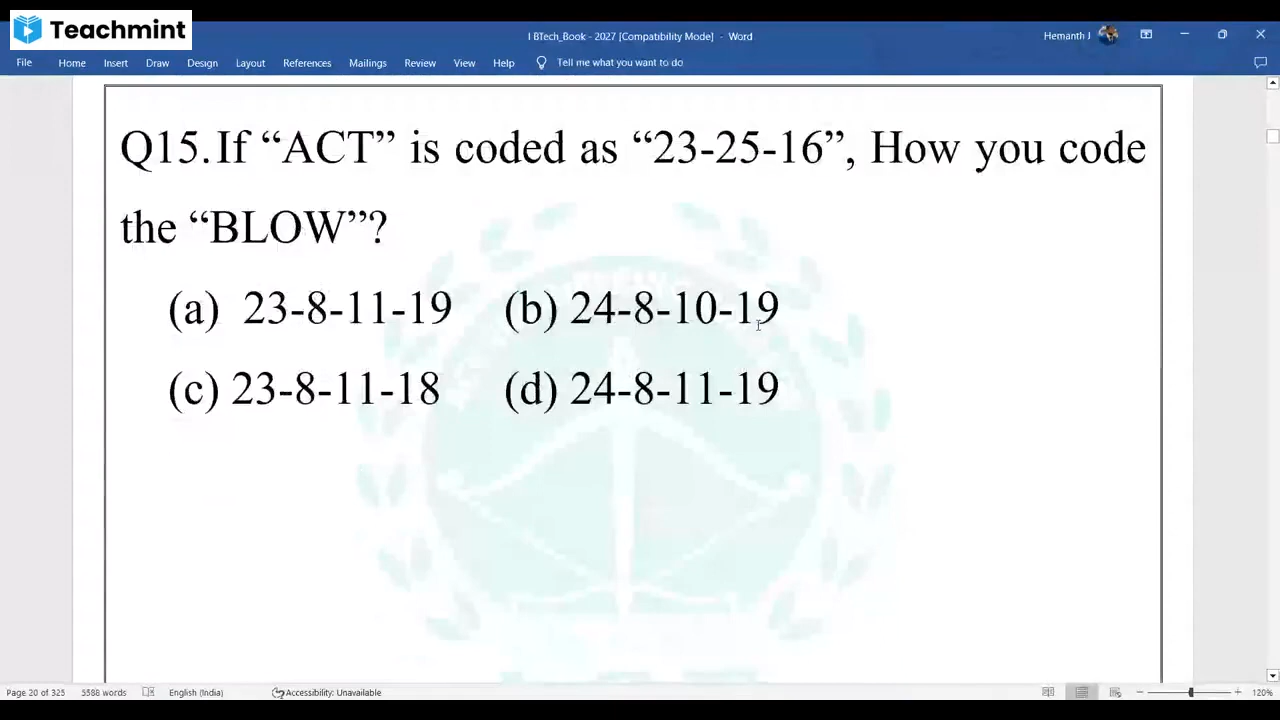 Teachmint
I BTech_Book - 2027 [Compatibility Mode] - Word
Hemanth J
File Home Insert Draw Design Layout References Mailings Review View Help Tell me what you want to do
Q15.If “ACT” is coded as “23-25-16”, How you code
the “BLOW”?
(a) 23-8-11-19 (b) 24-8-10-19
(c) 23-8-11-18 (d) 24-8-11-19
Page 20 of 325 5588 words English (India) Accessibility: Unavailable 120%